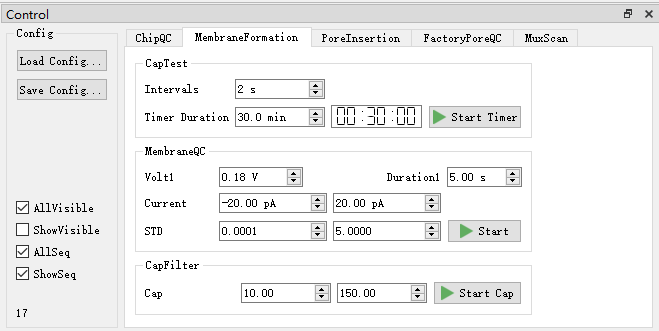 Control
Config
Load Config...
Save Config...
AllVisible
ShowVisible
AllSeq
ShowSeq
17
ChipQC MembraneFormation PoreInsertion FactoryPoreQC MuxScan
CapTest
Intervals 2 s
Timer Duration 30.0 min 00:30:00 Start Timer
MembraneQC
Volt1 0.18 V Duration1 5.00 s
Current -20.00 pA 20.00 pA
STD 0.0001 5.0000 Start
CapFilter
Cap 10.00 150.00 Start Cap